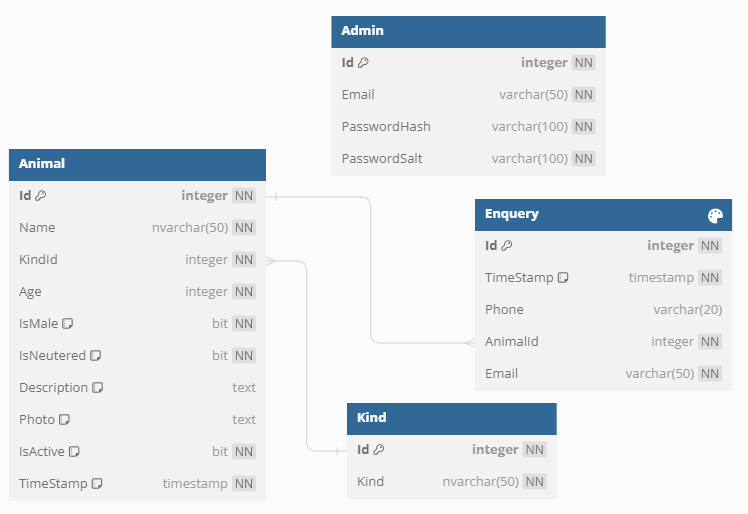 Admin
Id integer NN
Email varchar(50) NN
PasswordHash varchar(100) NN
PasswordSalt varchar(100) NN
Animal
Id integer NN
Name nvarchar(50) NN
KindId integer NN
Age integer NN
IsMale bit NN
IsNeutered bit NN
Description text
Photo text
IsActive bit NN
TimeStamp timestamp NN
Enquery
Id integer NN
TimeStamp timestamp NN
Phone varchar(20)
AnimalId integer NN
Email varchar(50) NN
Kind
Id integer NN
Kind nvarchar(50) NN